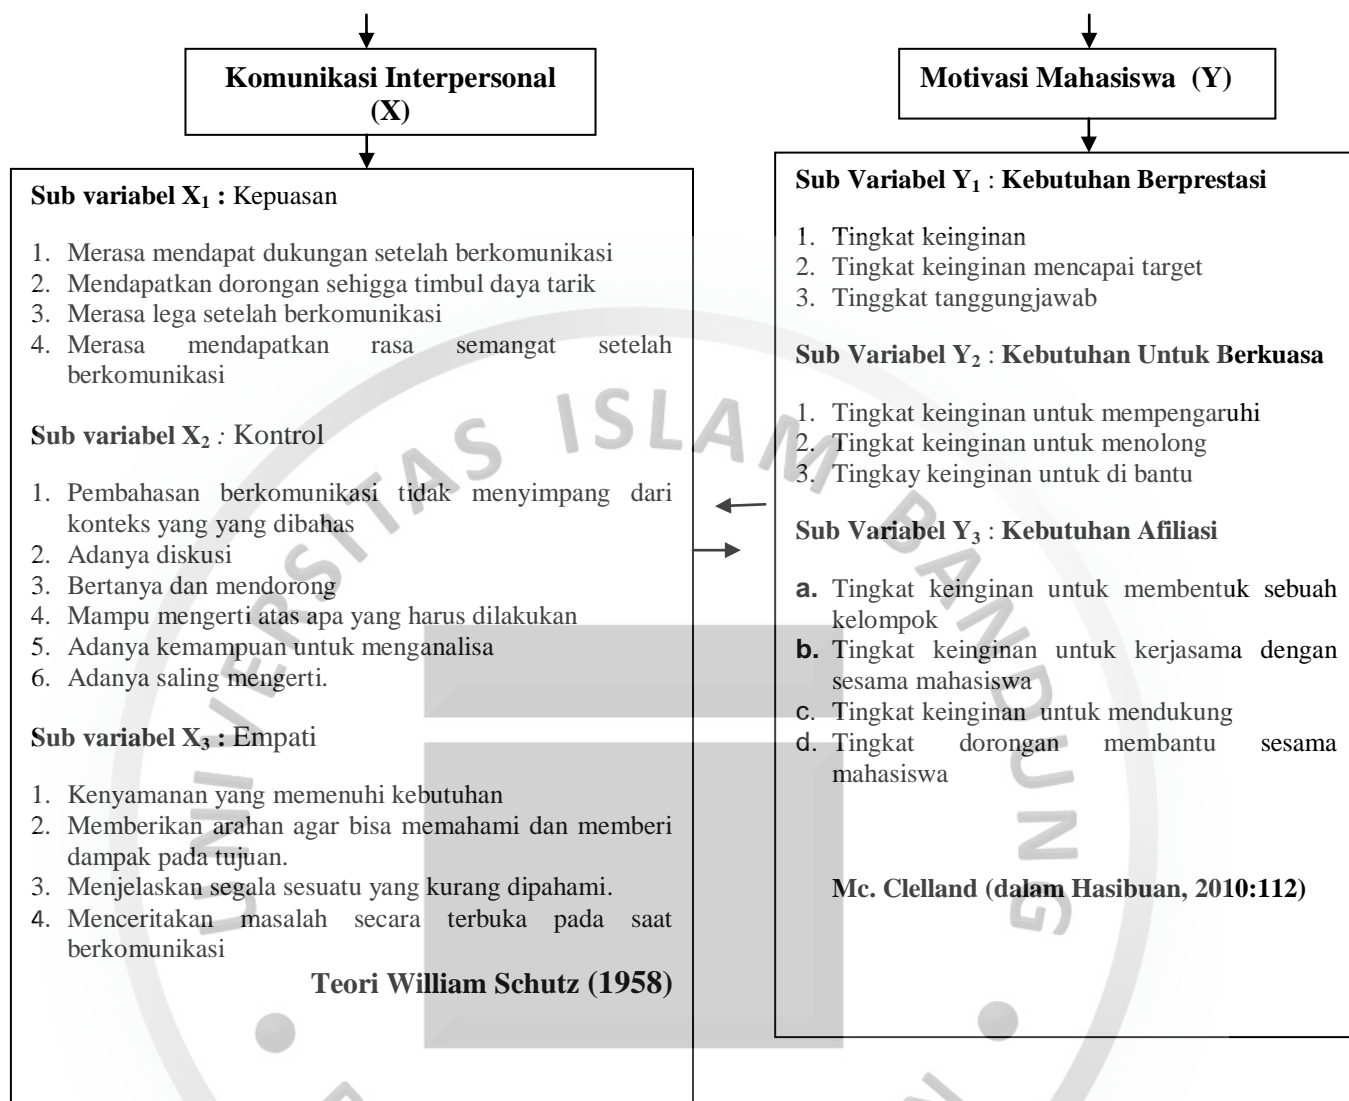 Komunikasi Interpersonal
(X)
Sub variabel X₁ : Kepuasan
1. Merasa mendapat dukungan setelah berkomunikasi
2. Mendapatkan dorongan sehigga timbul daya tarik
3. Merasa lega setelah berkomunikasi
4. Merasa mendapatkan rasa semangat setelah
berkomunikasi
Sub variabel X₂ : Kontrol
1. Pembahasan berkomunikasi tidak menyimpang dari
konteks yang yang dibahas
2. Adanya diskusi
3. Bertanya dan mendorong
4. Mampu mengerti atas apa yang harus dilakukan
5. Adanya kemampuan untuk menganalisa
6. Adanya saling mengerti.
Sub variabel X₃ : Empati
1. Kenyamanan yang memenuhi kebutuhan
2. Memberikan arahan agar bisa memahami dan memberi
dampak pada tujuan.
3. Menjelaskan segala sesuatu yang kurang dipahami.
4. Menceritakan masalah secara terbuka pada saat
berkomunikasi
Teori William Schutz (1958)
Motivasi Mahasiswa (Y)
Sub Variabel Y₁ : Kebutuhan Berprestasi
1. Tingkat keinginan
2. Tingkat keinginan mencapai target
3. Tinggkat tanggungjawab
Sub Variabel Y₂ : Kebutuhan Untuk Berkuasa
1. Tingkat keinginan untuk mempengaruhi
2. Tingkat keinginan untuk menolong
3. Tingkay keinginan untuk di bantu
Sub Variabel Y₃ : Kebutuhan Afiliasi
a. Tingkat keinginan untuk membentuk sebuah
kelompok
b. Tingkat keinginan untuk kerjasama dengan
sesama mahasiswa
c. Tingkat keinginan untuk mendukung
d. Tingkat dorongan membantu sesama
mahasiswa
Mc. Clelland (dalam Hasibuan, 2010:112)
UNIVERSITAS ISLAM BANDUNG